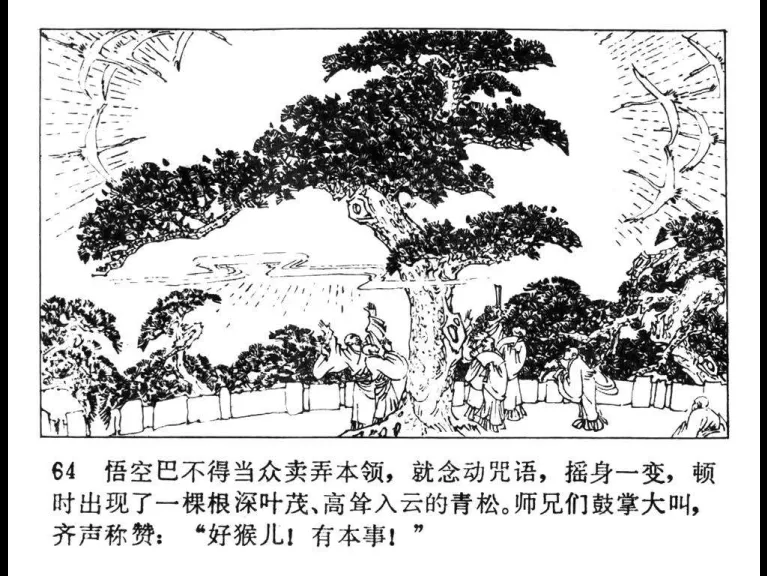 64 悟空巴不得当众卖弄本领，就念动咒语，摇身一变，顿
时出现了一棵根深叶茂、高耸入云的青松。师兄们鼓掌大叫，
齐声称赞：“好猴儿！有本事！”